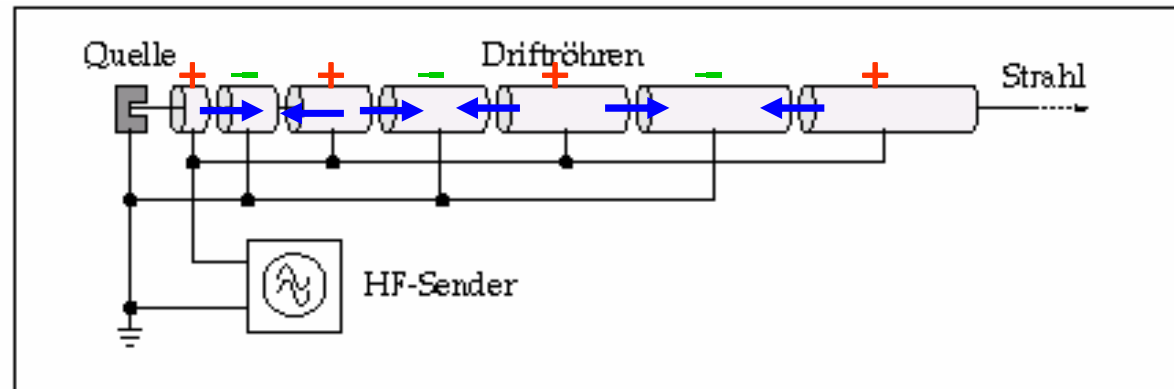 Quelle
Driftröhren
Strahl
+ − + − + − +
HF-Sender